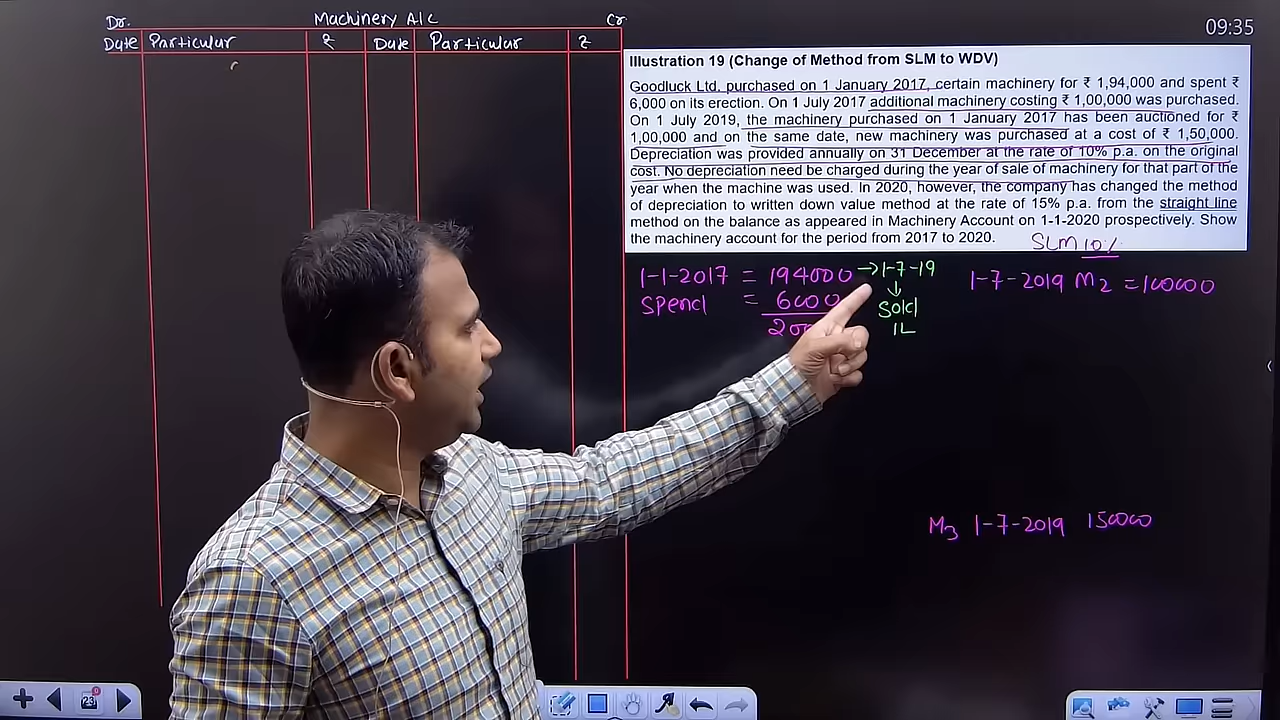 Dr. Machinery A/c Cr
Date Particular ₹ Date Particular ₹
09:35
Illustration 19 (Change of Method from SLM to WDV)
Goodluck Ltd. purchased on 1 January 2017, certain machinery for ₹ 1,94,000 and spent ₹
6,000 on its erection. On 1 July 2017 additional machinery costing ₹ 1,00,000 was purchased.
On 1 July 2019, the machinery purchased on 1 January 2017 has been auctioned for ₹
1,00,000 and on the same date, new machinery was purchased at a cost of ₹ 1,50,000.
Depreciation was provided annually on 31 December at the rate of 10% p.a. on the original
cost. No depreciation need be charged during the year of sale of machinery for that part of the
year when the machine was used. In 2020, however, the company has changed the method
of depreciation to written down value method at the rate of 15% p.a. from the straight line
method on the balance as appeared in Machinery Account on 1-1-2020 prospectively. Show
the machinery account for the period from 2017 to 2020.
SLM 10%
1-1-2017 = 194000 → 1-7-19
Spend = 6000 ↓
Sold
1L
1-7-2019 M2 = 100000
M3 1-7-2019 150000
23